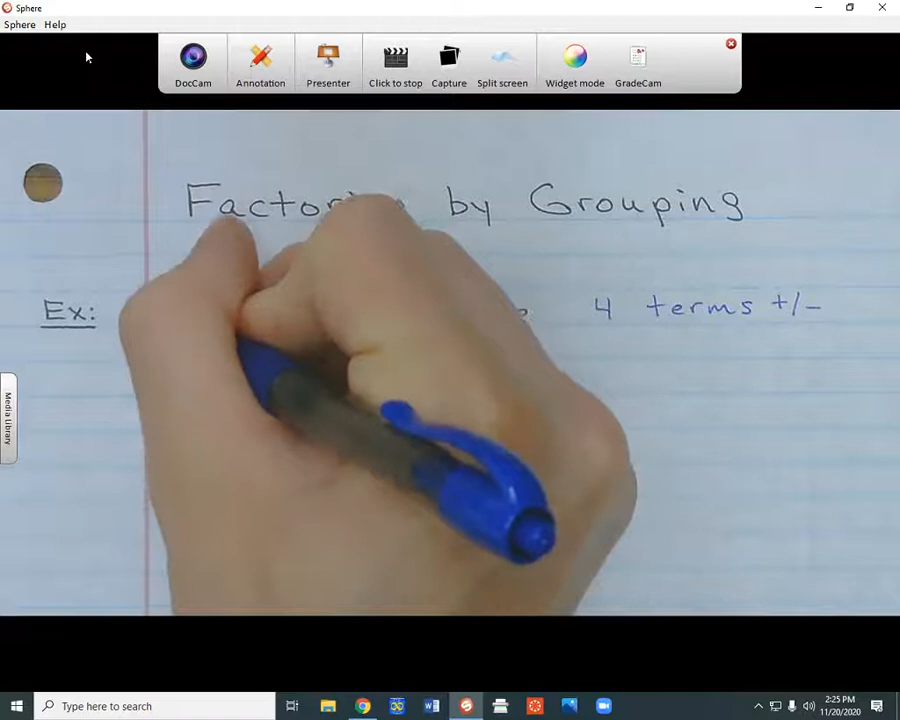 Sphere
Sphere Help
DocCam Annotation Presenter Click to stop Capture Split screen Widget mode GradeCam
by Grouping
Ex: 4 terms +/-
Media Library
Type here to search
2:25 PM
11/20/2020